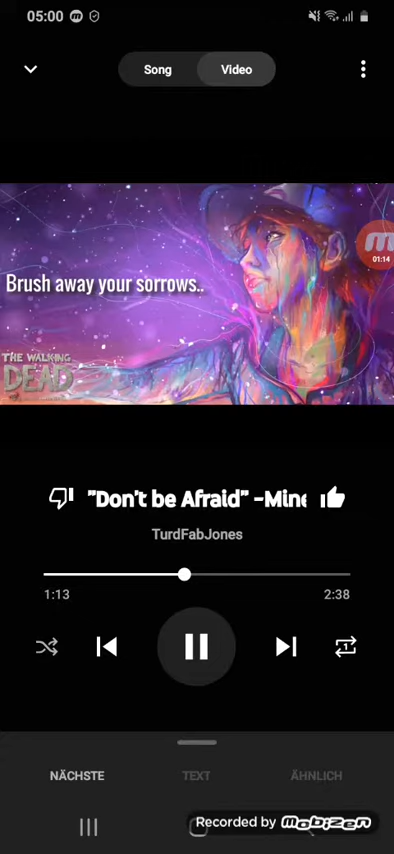 05:00
Song
Video
01:14
Brush away your sorrows..
THE WALKING
DEAD
"Don't be Afraid" -Mine
TurdFabJones
1:13
2:38
1
NÄCHSTE
TEXT
ÄHNLICH
Recorded by mobizen